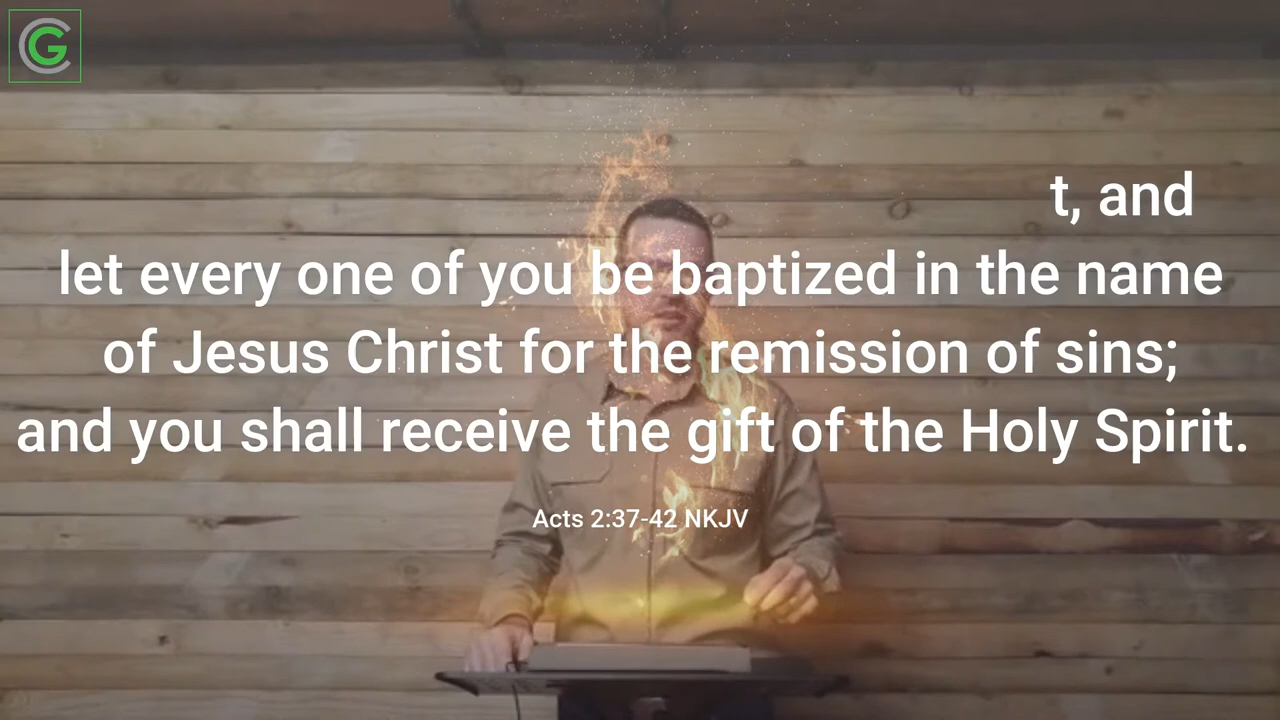 t, and
let every one of you be baptized in the name
of Jesus Christ for the remission of sins;
and you shall receive the gift of the Holy Spirit.
Acts 2:37-42 NKJV